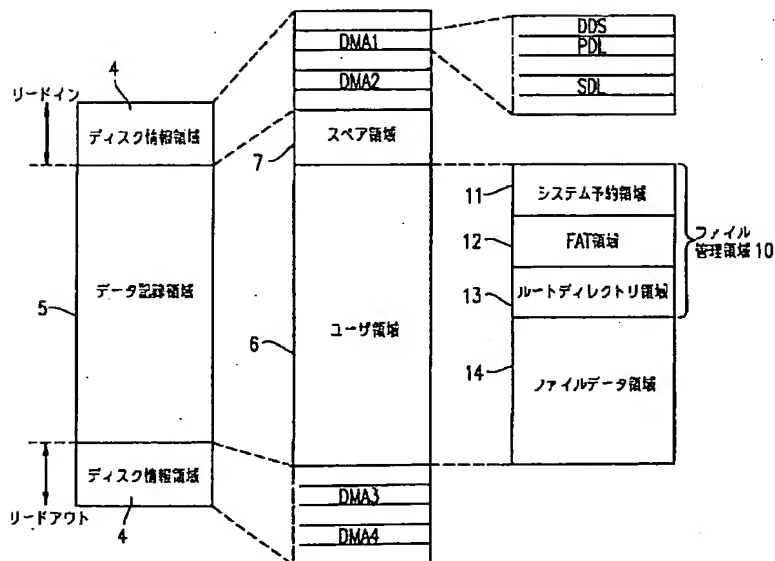 リードイン
4
ディスク情報領域
5
データ記録領域
ディスク情報領域
4
リードアウト
DMA1
DMA2
7
スペア領域
6
ユーザ領域
DMA3
DMA4
DDS
PDL
SDL
11
システム予約領域
12
FAT領域
13
ルートディレクトリ領域
14
ファイルデータ領域
ファイル
管理領域10